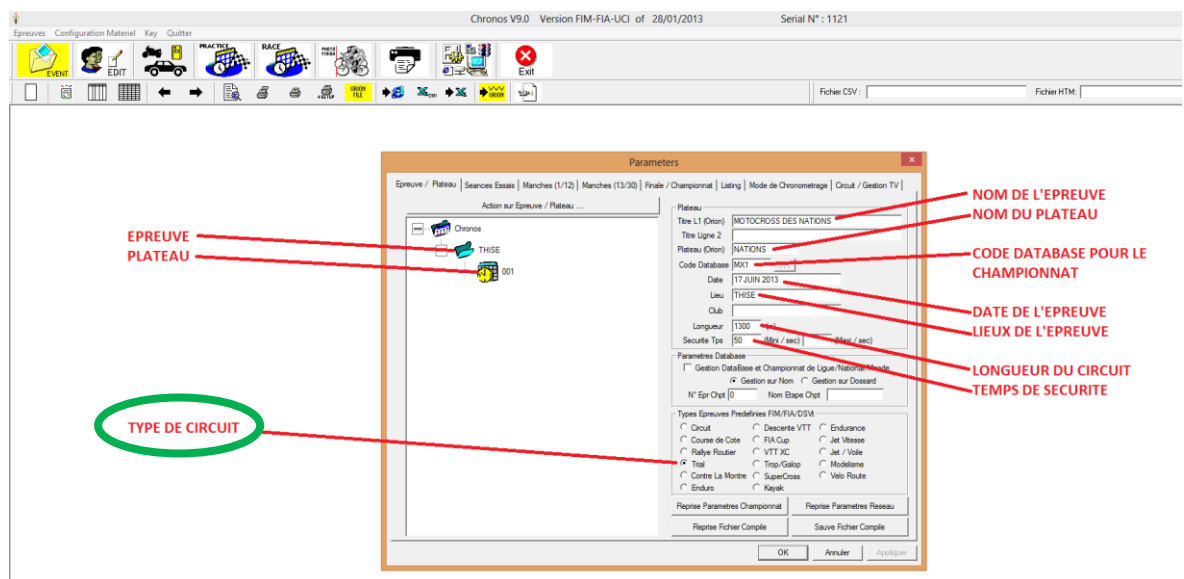 Chronos V9.0 Version FIM-FIA-UCI of 28/01/2013 Serial N° : 1121
Epreuves Configuration Materiel Key Quitter
EVENT EDIT PRACTICE RACE PHOTO FINISH Exit
+SETUP ORION FILE CSV ORION Fichier CSV : Fichier HTM:
Parameters
Epreuve / Plateau Seances Essais Manches (1/12) Manches (13/30) Finale / Championnat Listing Mode de Chronometrage Circuit / Gestion TV
Action sur Epreuve / Plateau ....
Chronos
THISE
001
EPREUVE
PLATEAU
TYPE DE CIRCUIT
Plateau
Titre L1 (Orion) MOTOCROSS DES NATIONS
Titre Ligne 2
Plateau (Orion) NATIONS
Code Database MX1 ...
Date 17 JUIN 2013
Lieu THISE
Club
Longueur 1300 (m)
Securite Tps 50 (Mini / sec) (Maxi / sec)
Parametres Database
Gestion DataBase et Championnat de Ligue/National/Monde
Gestion sur Nom Gestion sur Dossard
N° Epr Chpt 0 Nom Etape Chpt
Types Epreuves Predefinies FIM/FIA/DSVt
Circuit Descente VTT Endurance
Course de Cote FIA Cup Jet Vitesse
Rallye Routier VTT XC Jet / Voile
Trial Trop/Galop Modelisme
Contre La Montre SuperCross Velo Route
Enduro Kayak
Reprise Parametres Championnat Reprise Parametres Reseau
Reprise Fichier Compile Sauve Fichier Compile
OK Annuler Appliquer
NOM DE L'EPREUVE
NOM DU PLATEAU
CODE DATABASE POUR LE
CHAMPIONNAT
DATE DE L'EPREUVE
LIEUX DE L'EPREUVE
LONGUEUR DU CIRCUIT
TEMPS DE SECURITE